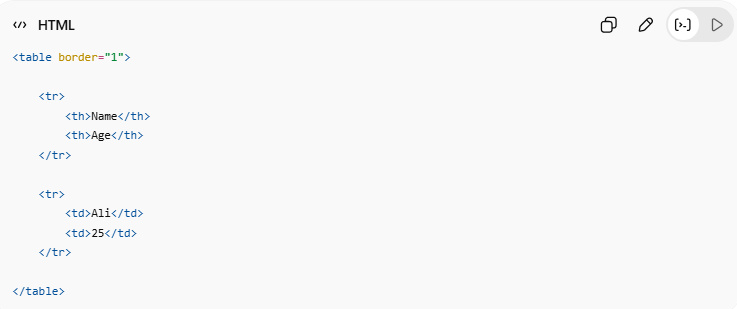 </> HTML
<table border="1">
<tr>
<th>Name</th>
<th>Age</th>
</tr>
<tr>
<td>Ali</td>
<td>25</td>
</tr>
</table>